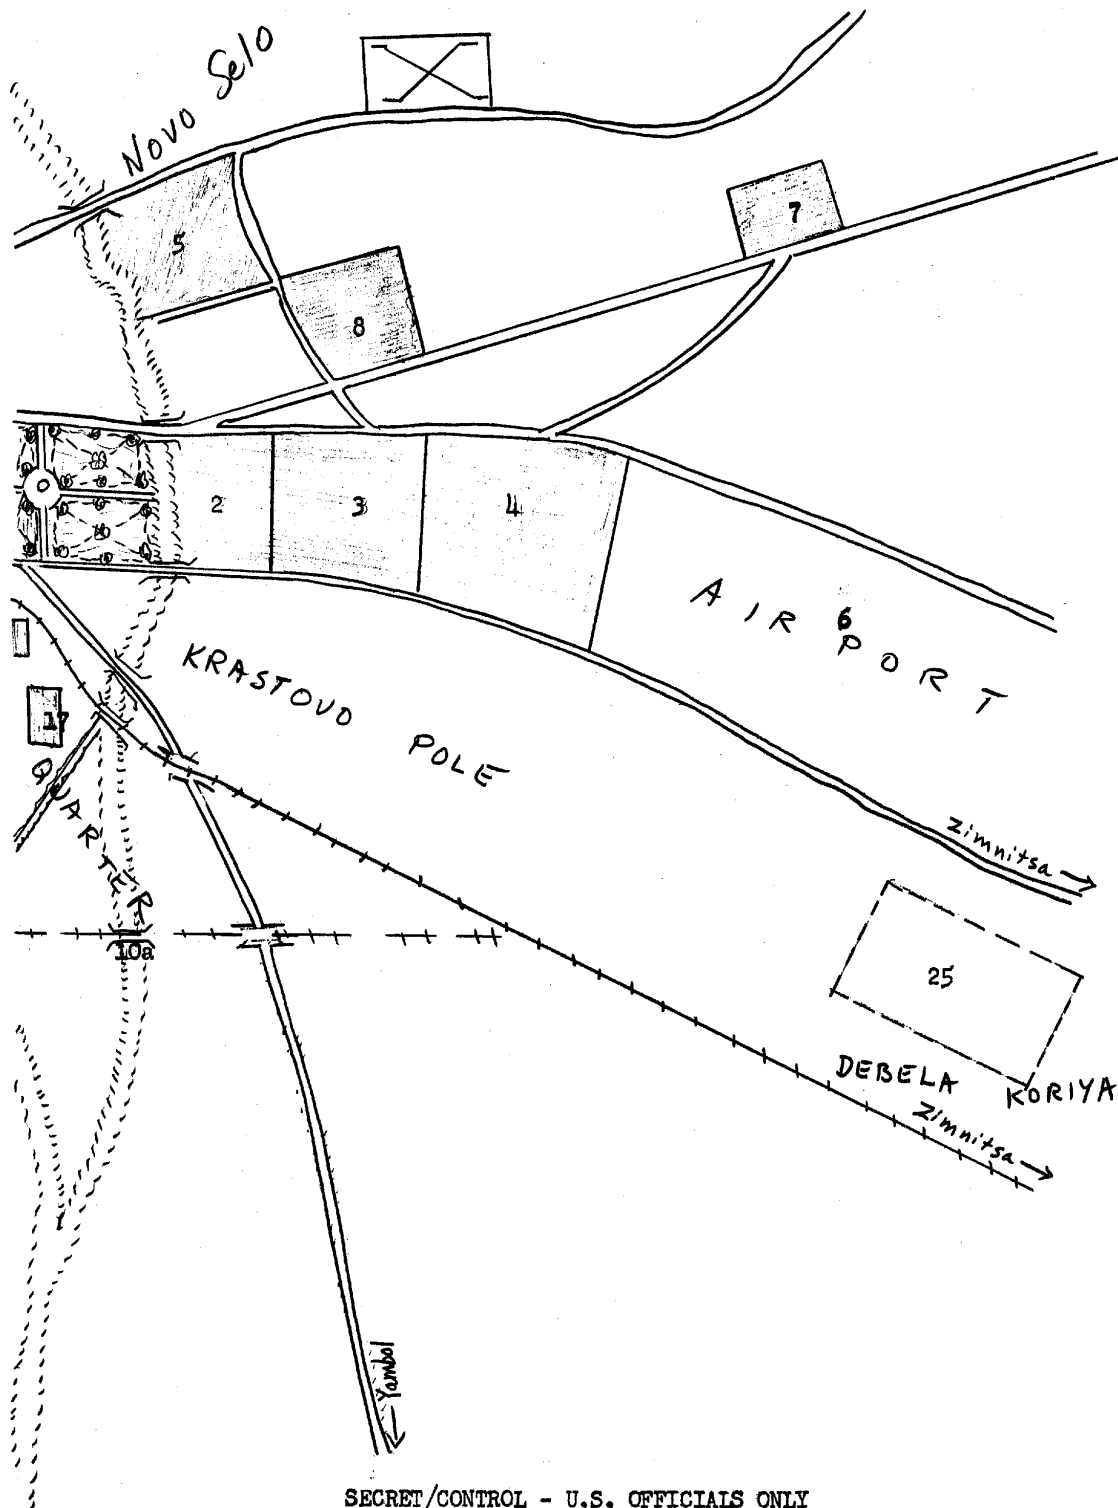 NOVO Selo
7
5
8
2
3
4
AIR PORT
6
KRASTOVO POLE
17
QUARTER
Zimnitsa
10a
25
DEBELA KORIYA
Zimnitsa
Yambol
SECRET/CONTROL - U.S. OFFICIALS ONLY